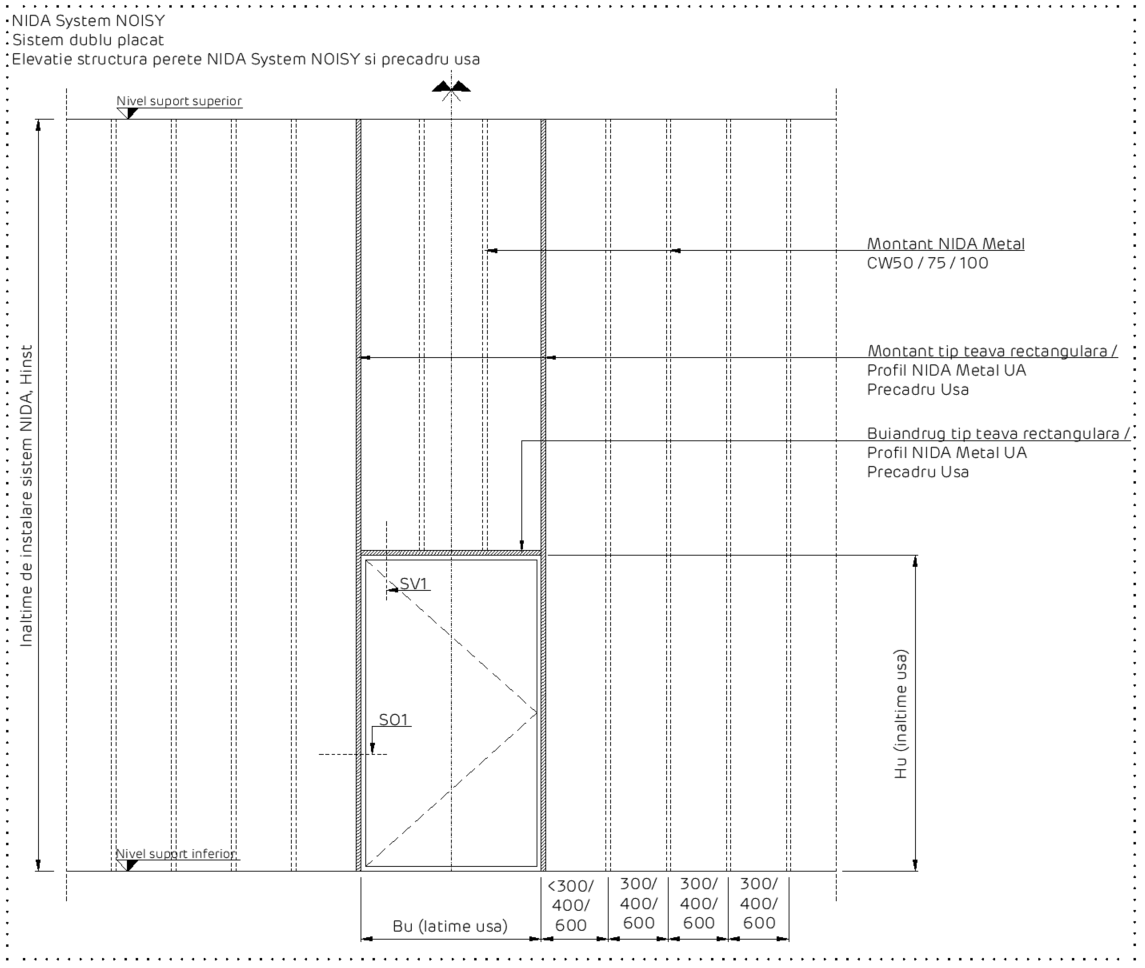 NIDA System NOISY
Sistem dublu placat
Elevatie structura perete NIDA System NOISY si precadru usa
Nivel suport superior
Montant NIDA Metal
CW50 / 75 / 100
Inaltime de instalare sistem NIDA, Hinst
Montant tip teava rectangulara /
Profil NIDA Metal UA
Precadru Usa
Buiandrug tip teava rectangulara /
Profil NIDA Metal UA
Precadru Usa
SV1
SO1
Hu (inaltime usa)
Nivel suport inferior
Bu (latime usa)
<300/
400/
600
300/
400/
600
300/
400/
600
300/
400/
600